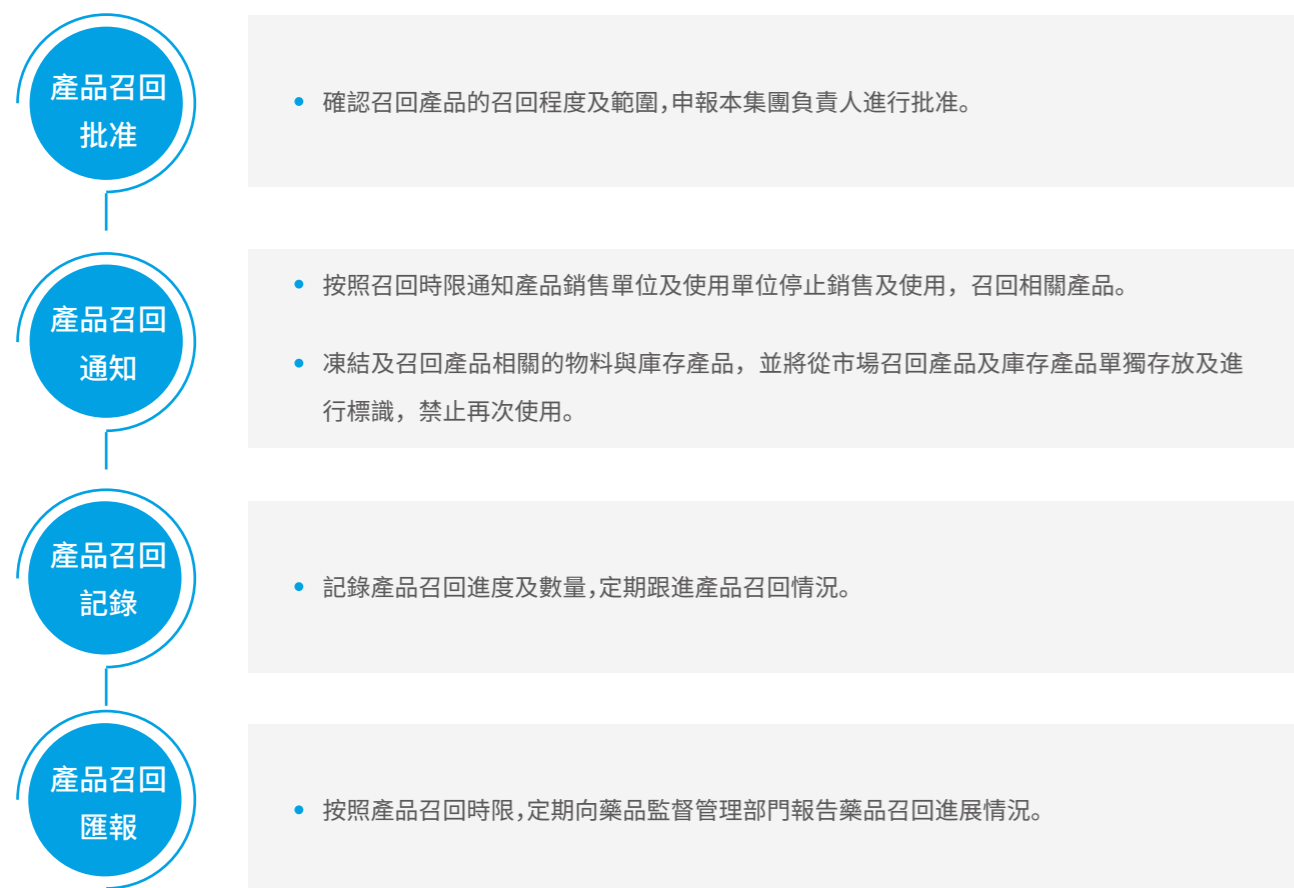 產品召回
批准
• 確認召回產品的召回程度及範圍,申報本集團負責人進行批准。
產品召回
通知
• 按照召回時限通知產品銷售單位及使用單位停止銷售及使用，召回相關產品。
• 凍結及召回產品相關的物料與庫存產品，並將從市場召回產品及庫存產品單獨存放及進
行標識，禁止再次使用。
產品召回
記錄
• 記錄產品召回進度及數量,定期跟進產品召回情況。
產品召回
匯報
• 按照產品召回時限,定期向藥品監督管理部門報告藥品召回進展情況。